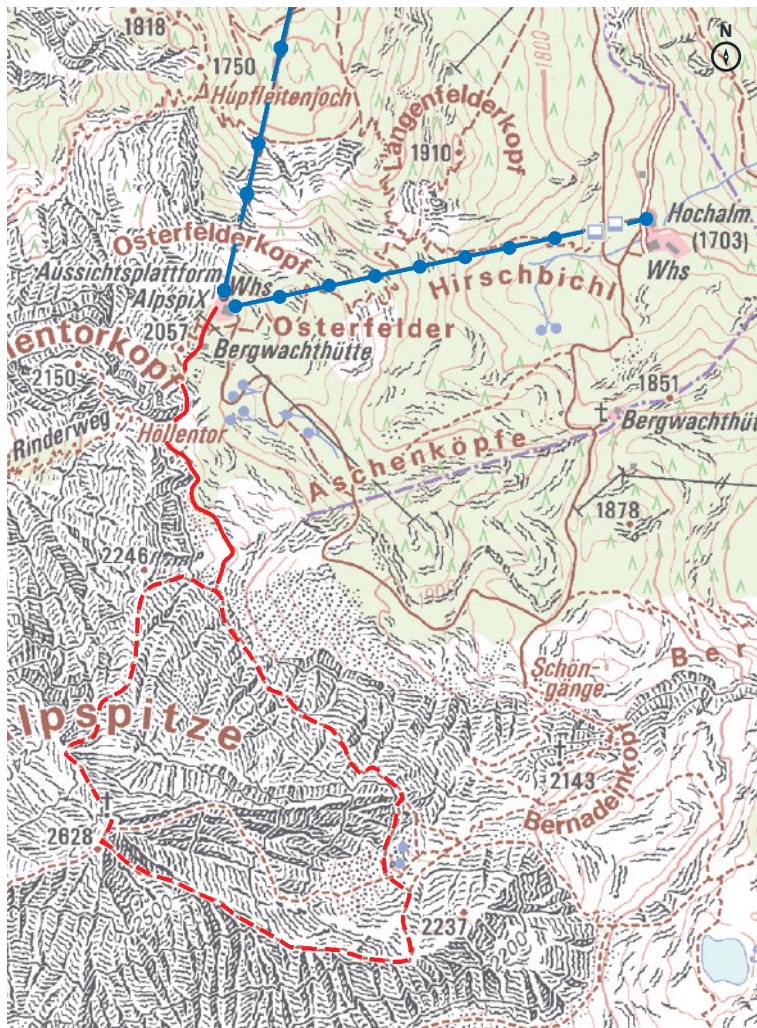 1818
N
1750
Hupfleitenjoch
1800
Längenfelderkopf
1910
Hochalm
(1703)
Whs
Osterfelderkopf
Aussichtsplattform
Whs
AlpspiX
Hirschbichl
2057
Osterfelder
Bergwachthütte
lentorkopf
2150
1851
Rinderweg
Höllentor
Bergwachthüt
Aschenköpfe
1878
2246
Schön-
gänge
Ber
lpspitze
2143
Bernadeinkopf
2628
2237